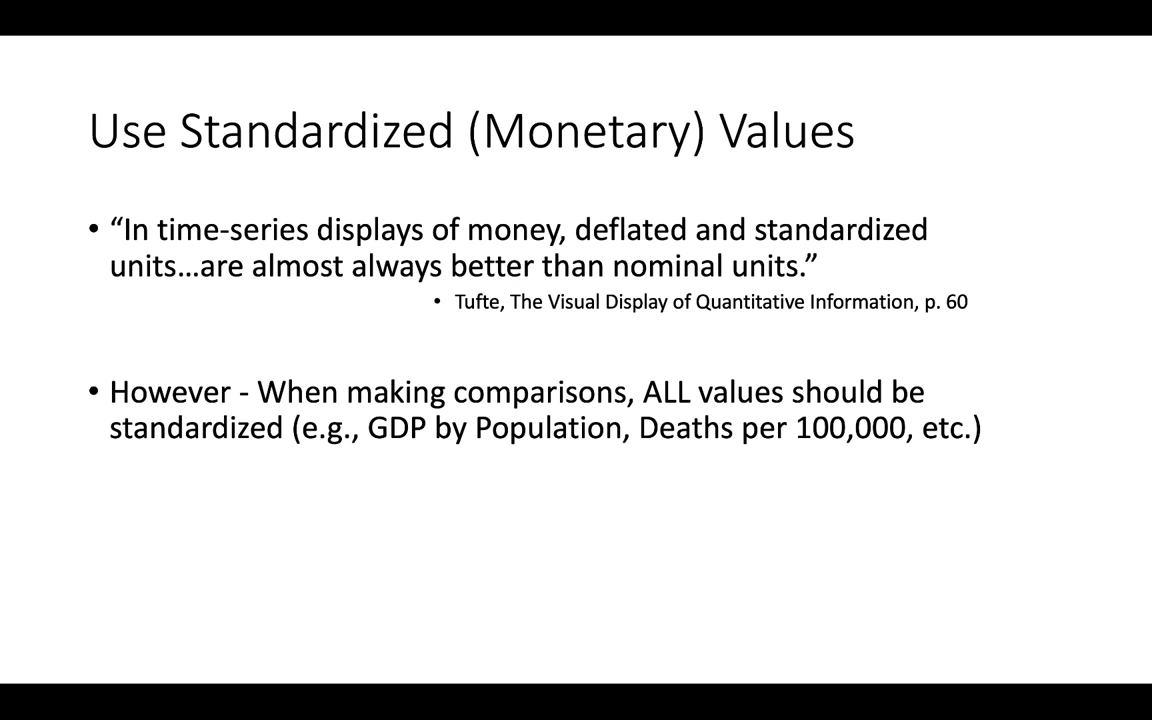 Use Standardized (Monetary) Values
• “In time-series displays of money, deflated and standardized
units...are almost always better than nominal units.”
• Tufte, The Visual Display of Quantitative Information, p. 60
• However - When making comparisons, ALL values should be
standardized (e.g., GDP by Population, Deaths per 100,000, etc.)